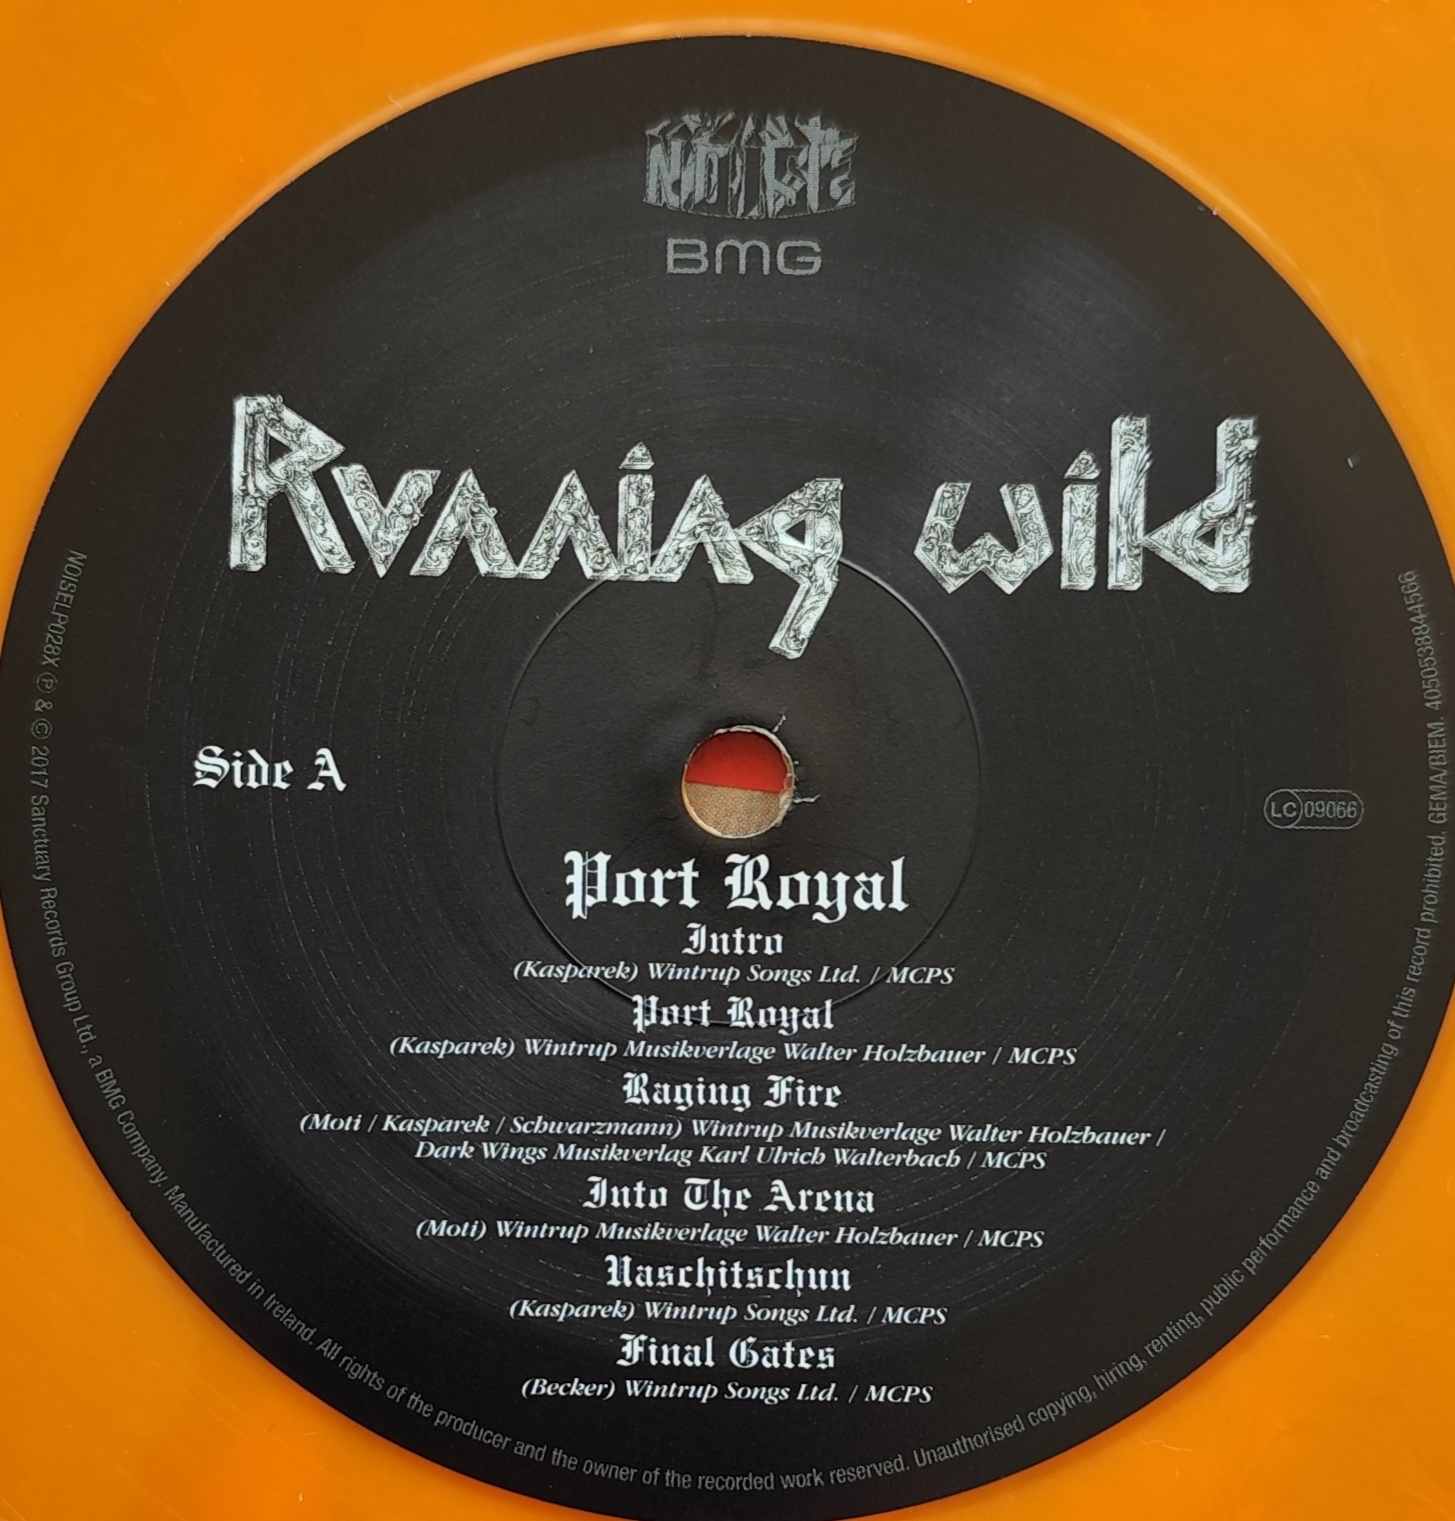 NOISE
BMG
Running Wild
Side A
LC 09066
Port Royal
Intro
(Kasparek) Wintrup Songs Ltd. / MCPS
Port Royal
(Kasparek) Wintrup Musikverlage Walter Holzbauer / MCPS
Raging Fire
(Moti / Kasparek / Schwarzmann) Wintrup Musikverlage Walter Holzbauer /
Dark Wings Musikverlag Karl Ulrich Walterbach / MCPS
Into The Arena
(Moti) Wintrup Musikverlage Walter Holzbauer / MCPS
Uaschitschun
(Kasparek) Wintrup Songs Ltd. / MCPS
Final Gates
(Becker) Wintrup Songs Ltd. / MCPS
NOISELP028X ℗ & © 2017 Sanctuary Records Group Ltd., a BMG Company. Manufactured in Ireland. All rights of the producer and the owner of the recorded work reserved. Unauthorised copying, hiring, renting, public performance and broadcasting of this record prohibited. GEMA/BIEM. 4050538844566